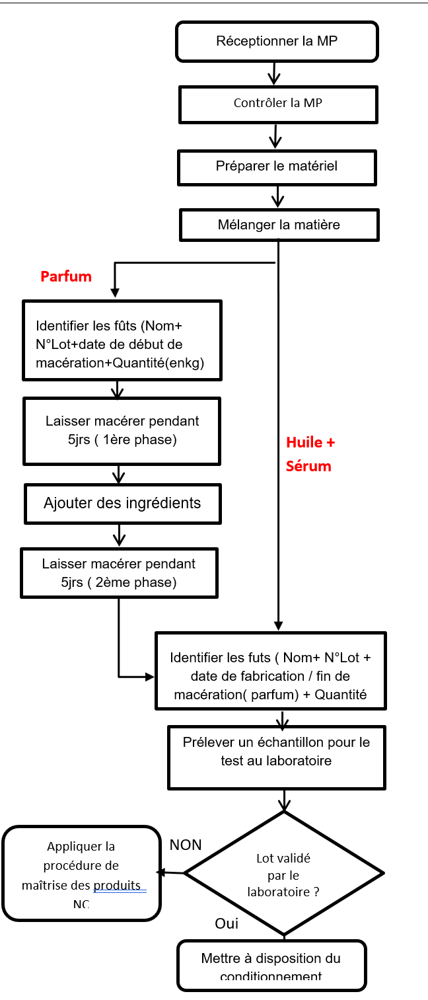 Réceptionner la MP
Contrôler la MP
Préparer le matériel
Mélanger la matière
Parfum
Identifier les fûts (Nom+
N°Lot+date de début de
macération+Quantité(enkg)
Laisser macérer pendant
5jrs ( 1ère phase)
Huile +
Sérum
Ajouter des ingrédients
Laisser macérer pendant
5jrs ( 2ème phase)
Identifier les futs ( Nom+ N°Lot +
date de fabrication / fin de
macération( parfum) + Quantité
Prélever un échantillon pour le
test au laboratoire
NON
Appliquer la
procédure de
maîtrise des produits
NC
Lot validé
par le
laboratoire ?
Oui
Mettre à disposition du
conditionnement